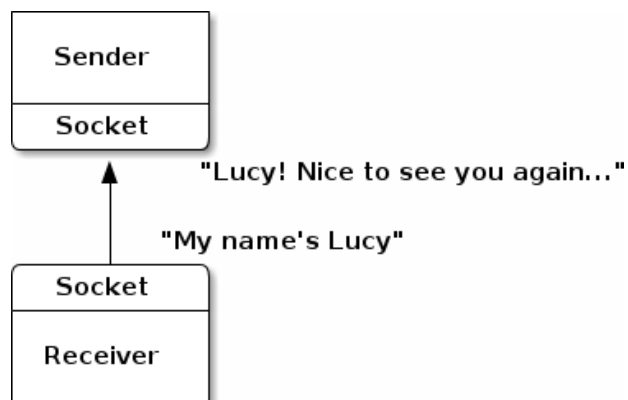 Sender
Socket
"Lucy! Nice to see you again..."
"My name's Lucy"
Socket
Receiver